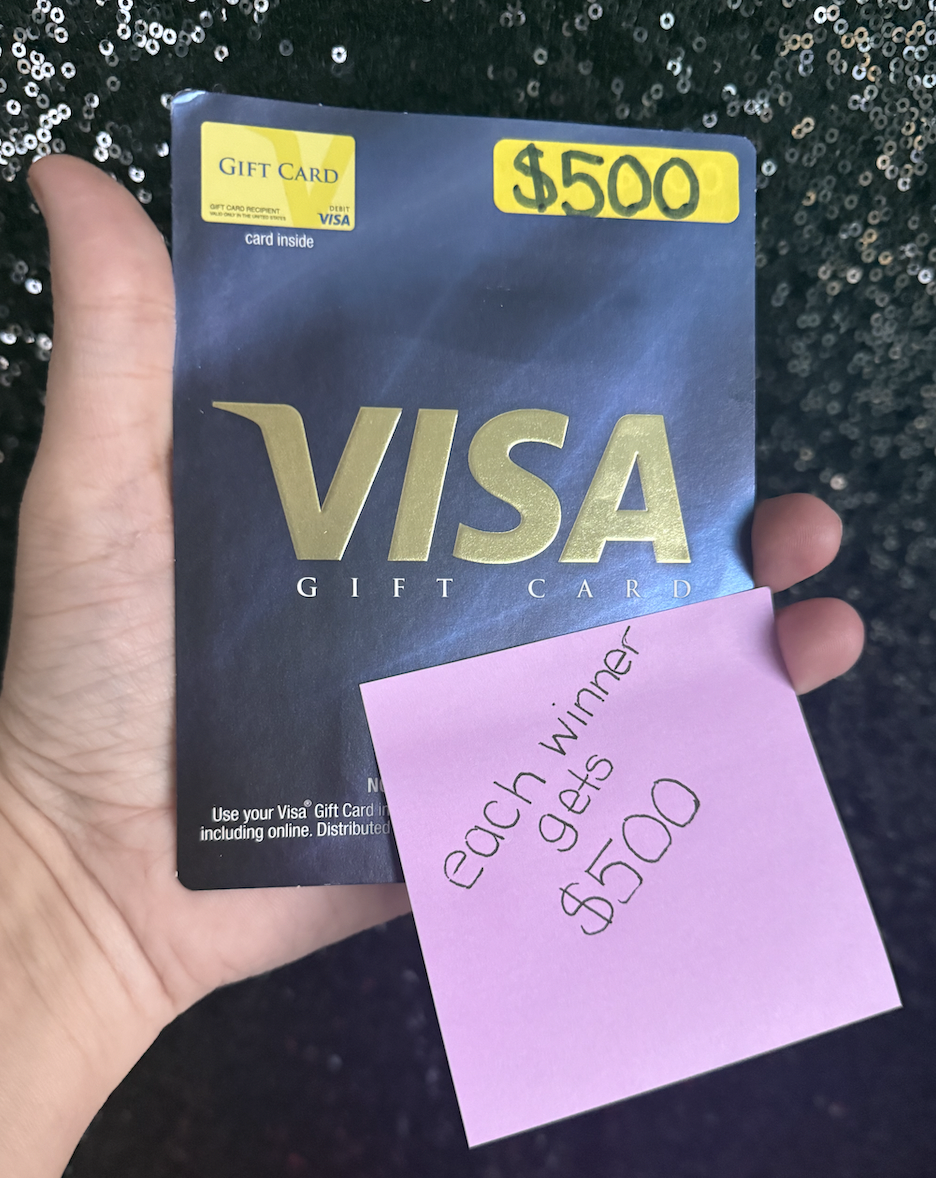 GIFT CARD
GIFT CARD RECIPIENT
VALID ONLY IN THE UNITED STATES
DEBIT
VISA
card inside
$500
VISA
GIFT CARD
Use your Visa® Gift Card in
including online. Distributed
each winner
gets
$500